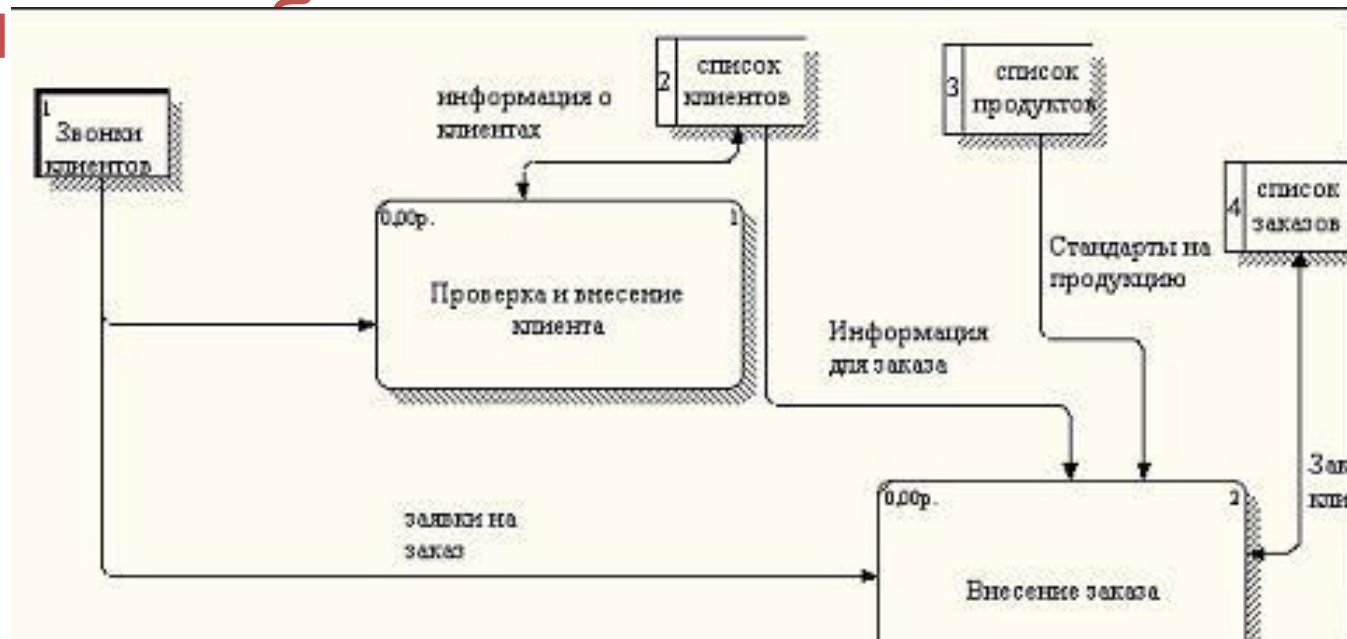 1
Звонки
клиентов
информация о
клиентах
2
список
клиентов
3
список
продуктов
4
список
заказов
0,00р.
1
Проверка и внесение
клиента
Стандарты на
продукцию
Информация
для заказа
заявки на
заказ
0,00р.
2
Внесение заказа